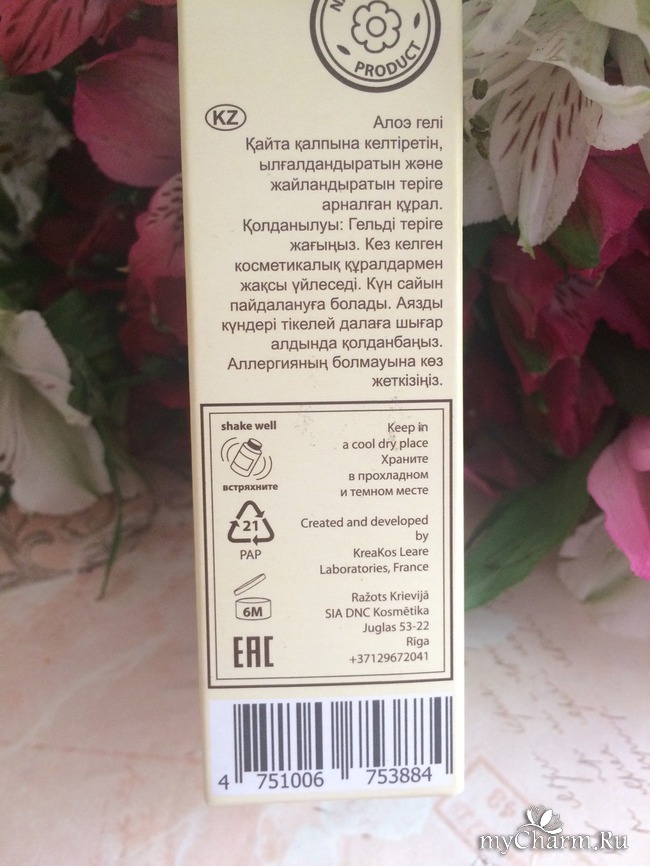 PRODUCT
KZ
Алоэ гелі
Қайта қалпына келтіретін,
ылғалдандыратын және
жайландыратын теріге
арналған құрал.
Қолданылуы: Гельді теріге
жағыңыз. Кез келген
косметикалық құралдармен
жақсы үйлеседі. Күн сайын
пайдалануға болады. Аязды
күндері тікелей далаға шығар
алдында қолданбаңыз.
Аллергияның болмауына көз
жеткізіңіз.
shake well
встряхните
21
PAP
6M
EAC
Keep in
a cool dry place
Храните
в прохладном
и темном месте
Created and developed
by
KreaKos Leare
Laboratories, France
Ražots Krievijā
SIA DNC Kosmētika
Juglas 53-22
Rīga
+37129672041
4 751006 753884
myCharm.Ru